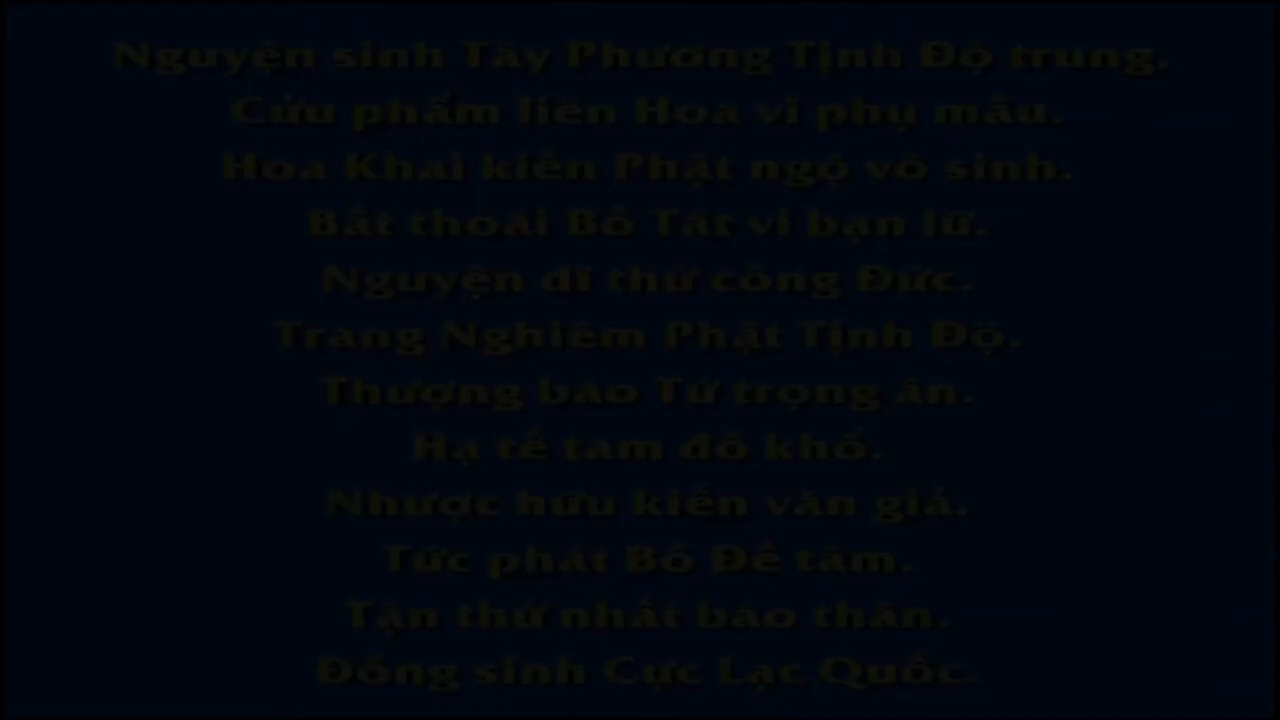 Nguyện sinh Tây Phương Tịnh Độ trung.
Cửu phẩm liên Hoa vi phụ mẫu.
Hoa Khai kiến Phật ngộ vô sinh.
Bất thoái Bồ Tát vi bạn lữ.
Nguyện dĩ thử công Đức.
Trang Nghiêm Phật Tịnh Độ.
Thượng báo Tứ trọng ân.
Hạ tế tam đồ khổ.
Nhược hữu kiến văn giả.
Tức phát Bồ Đề tâm.
Tận thử nhất báo thân.
Đồng sinh Cực Lạc Quốc.